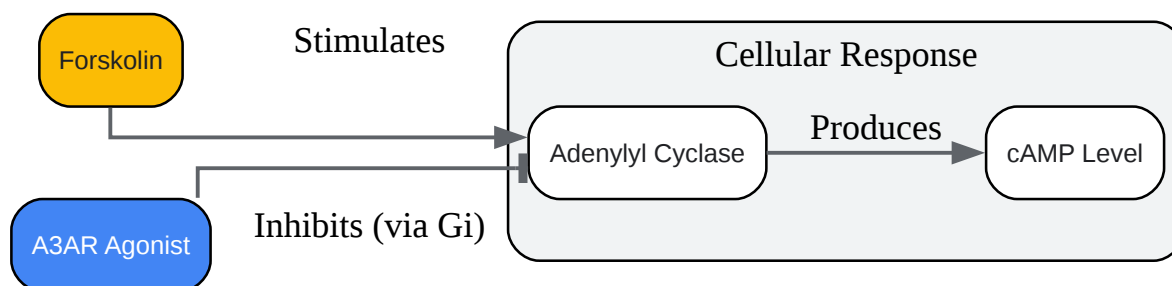 Forskolin
Stimulates
Cellular Response
Adenylyl Cyclase
Produces
cAMP Level
A3AR Agonist
Inhibits (via Gi)